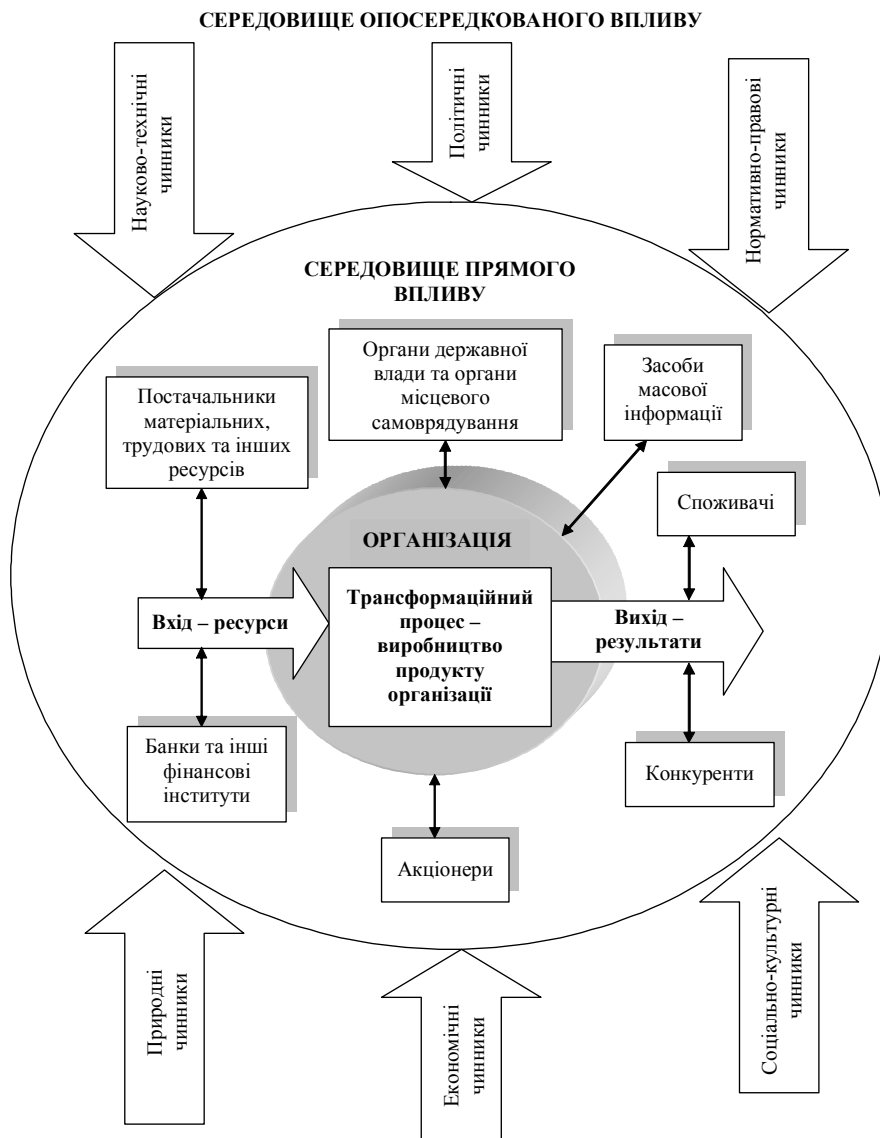 СЕРЕДОВИЩЕ ОПОСЕРЕДКОВАНОГО ВПЛИВУ
Науково-технічні
чинники
Політичні
чинники
Нормативно-правові
чинники
СЕРЕДОВИЩЕ ПРЯМОГО
ВПЛИВУ
Постачальники
матеріальних,
трудових та інших
ресурсів
Органи державної
влади та органи
місцевого
самоврядування
Засоби
масової
інформації
Споживачі
ОРГАНІЗАЦІЯ
Вхід – ресурси
Трансформаційний
процес –
виробництво
продукту
організації
Вихід –
результати
Банки та інші
фінансові
інститути
Конкуренти
Акціонери
Природні
чинники
Економічні
чинники
Соціально-культурні
чинники